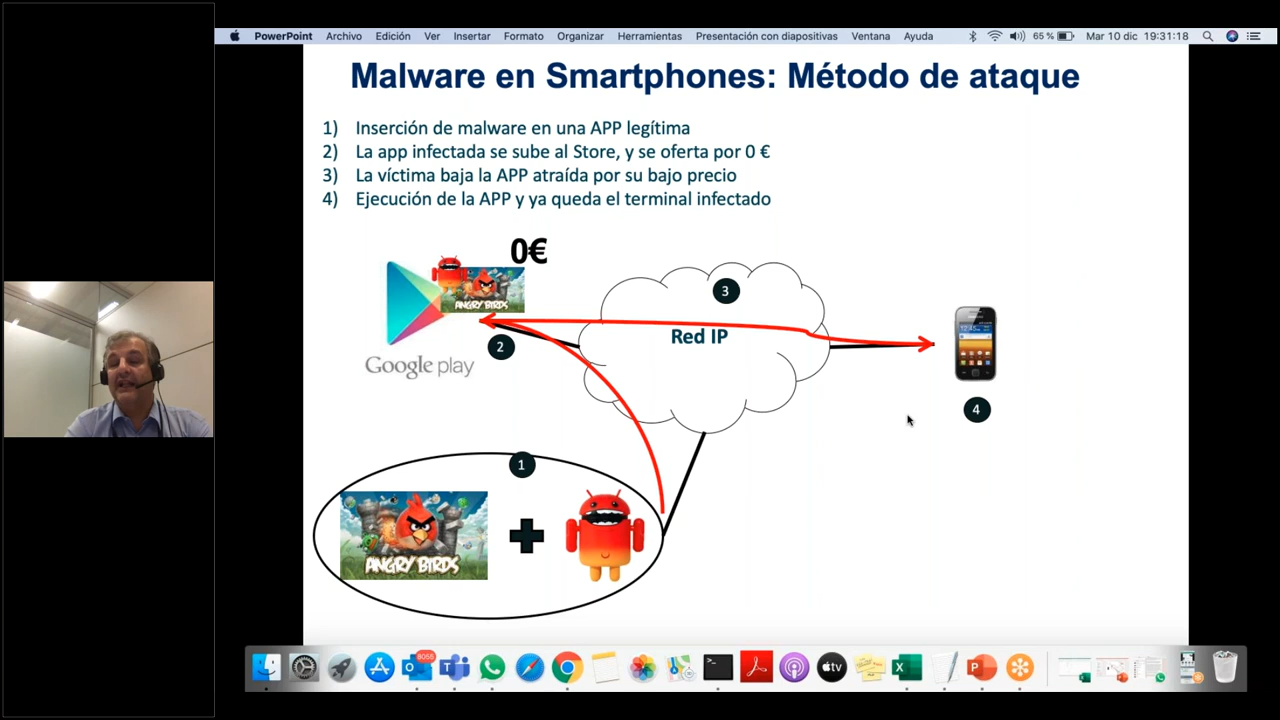 PowerPoint Archivo Edición Ver Insertar Formato Organizar Herramientas Presentación con diapositivas Ventana Ayuda 65 % Mar 10 dic 19:31:18
Malware en Smartphones: Método de ataque
1) Inserción de malware en una APP legítima
2) La app infectada se sube al Store, y se oferta por 0 €
3) La víctima baja la APP atraída por su bajo precio
4) Ejecución de la APP y ya queda el terminal infectado
0€
ANGRY BIRDS
3
Red IP
2
Google play
4
1
ANGRY BIRDS
8055
tv